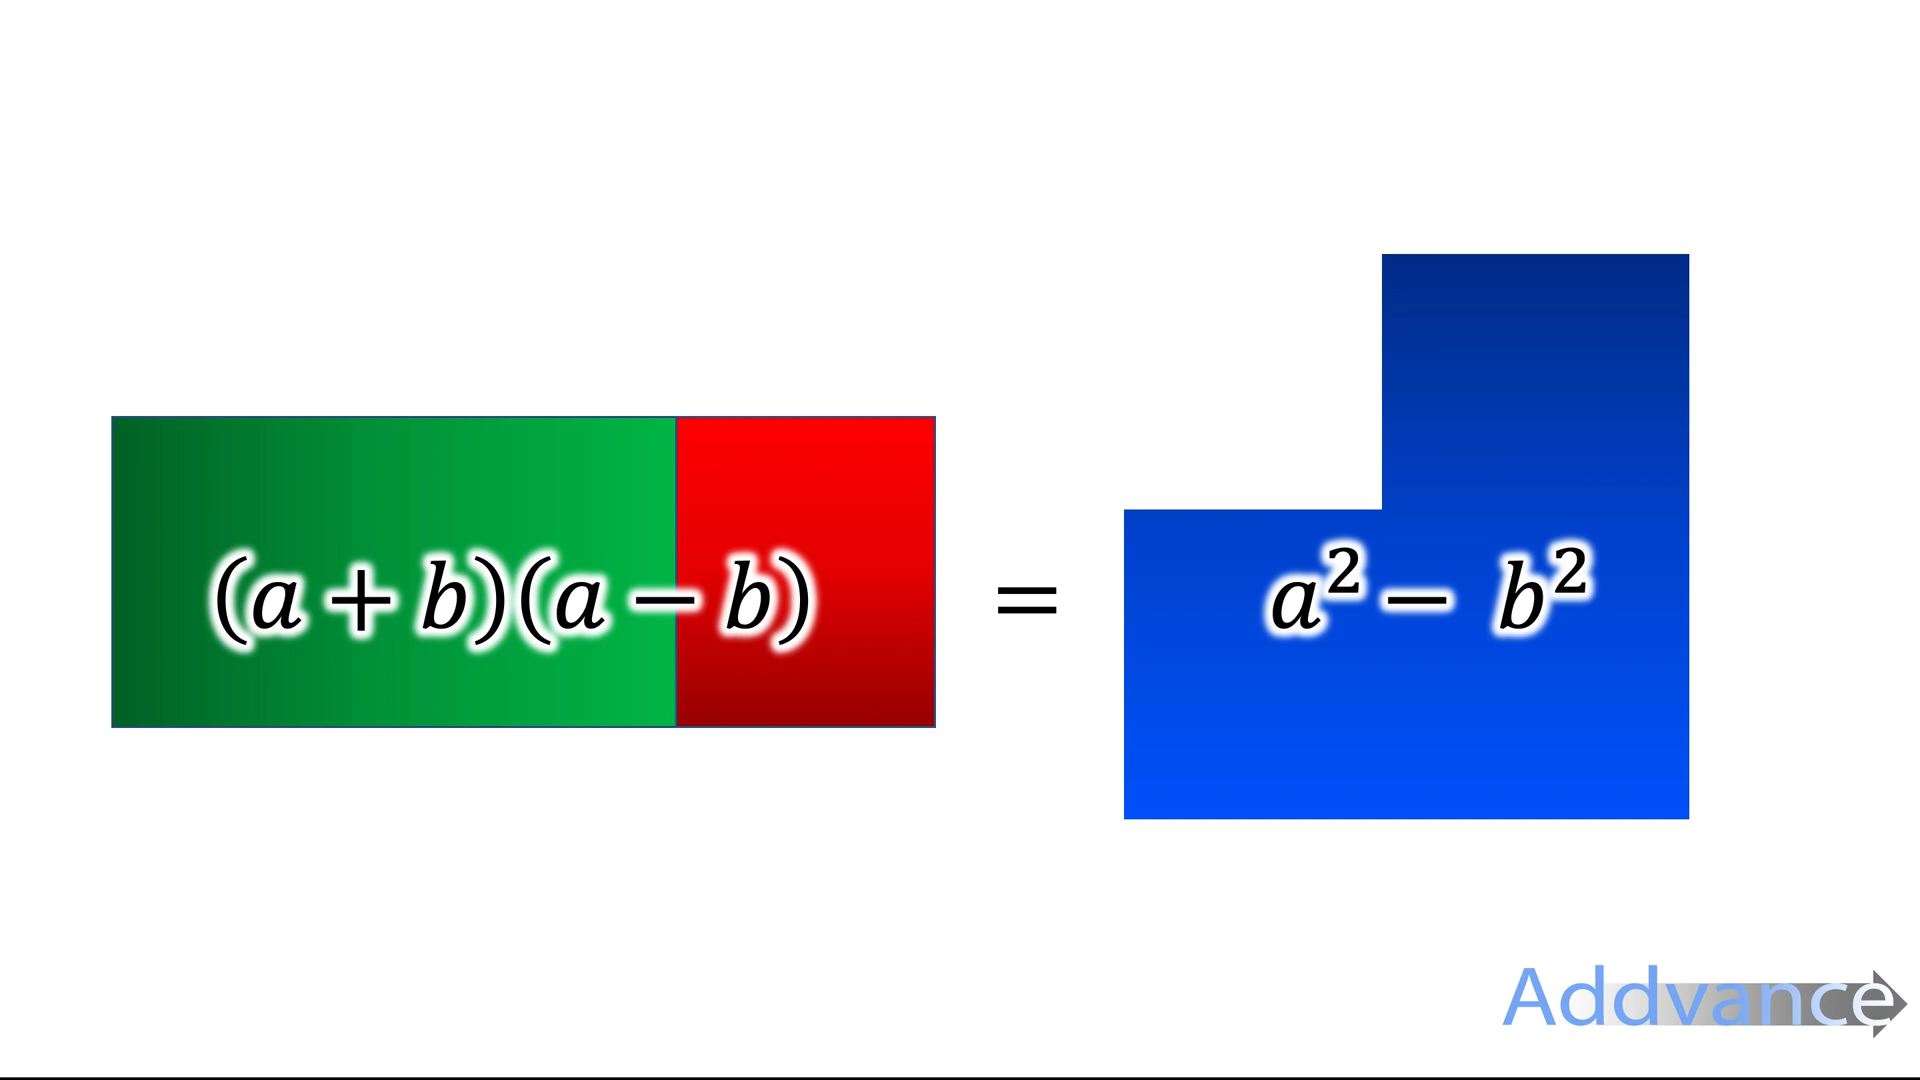 (a + b)(a − b) = a² − b²
Addvance